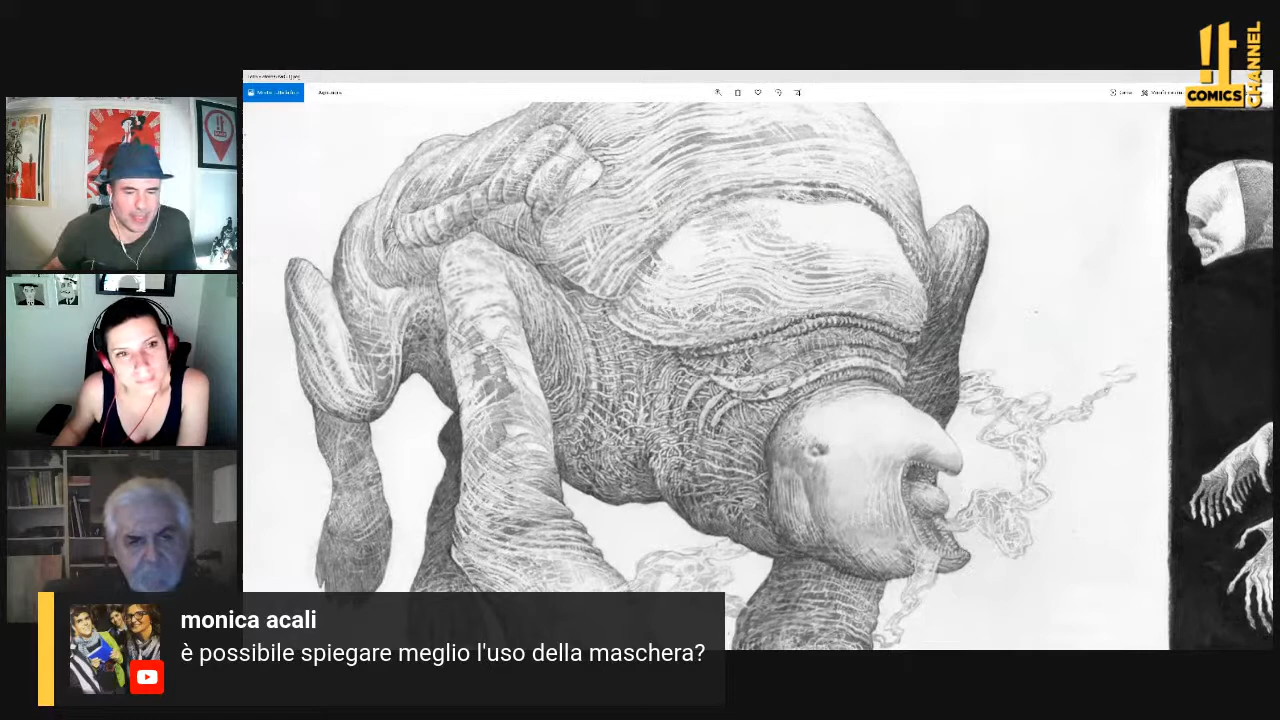 !t
COMICS
CHANNEL
monica acali
è possibile spiegare meglio l'uso della maschera?